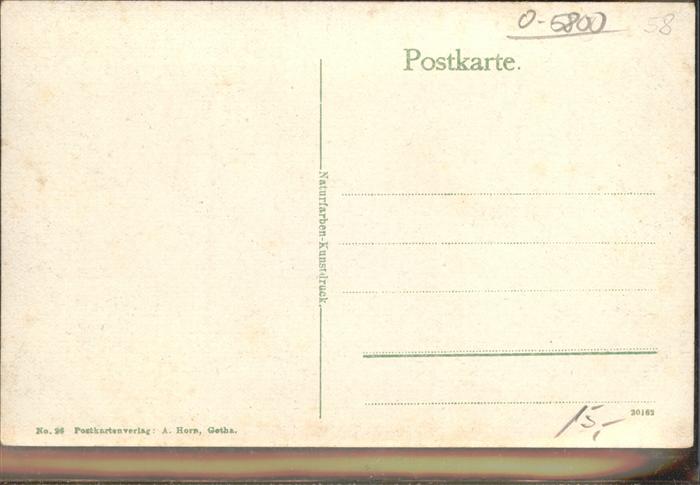 0-5800 58
Postkarte.
Naturfarben-Kunstdruck.
20162
No. 26 Postkartenverlag: A. Horn, Gotha.
15,-